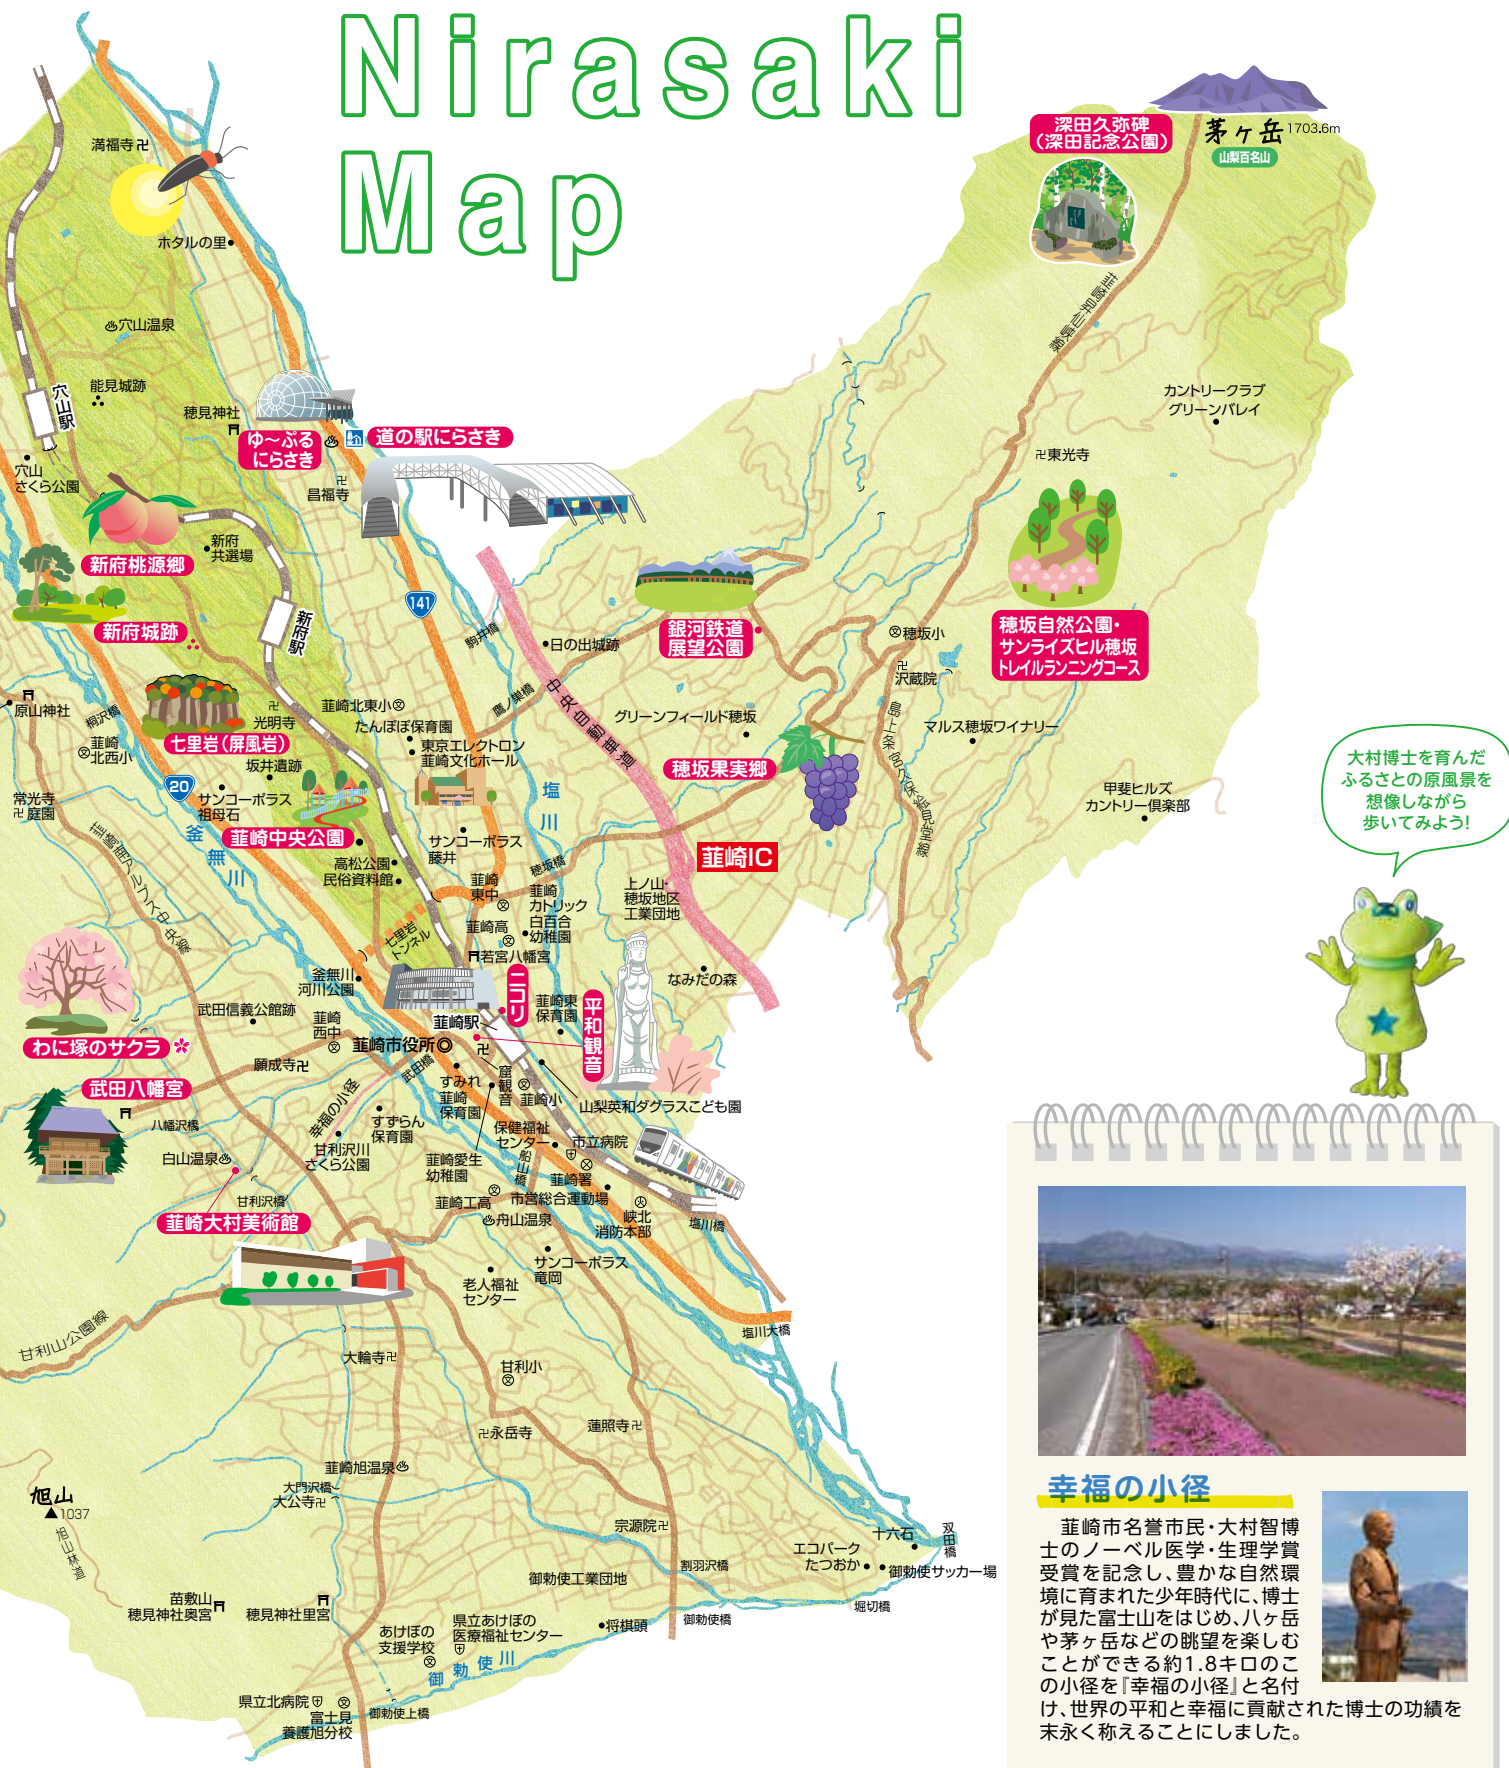 Nirasaki
Map
深田久弥碑
（深田記念公園）
茅ヶ岳 1703.6m
山梨百名山
満福寺
ホタルの里
韮崎昇仙峡線
穴山温泉
穴山駅
能見城跡
穂見神社
カントリークラブ
グリーンバレイ
ゆ〜ぷる
にらさき
道の駅にらさき
東光寺
穴山
さくら公園
昌福寺
新府
共選場
新府桃源郷
141
新府城跡
新府駅
駒井橋
日の出城跡
銀河鉄道
展望公園
穂坂小
沢蔵院
穂坂自然公園・
サンライズヒル穂坂
トレイルランニングコース
原山神社
桐沢橋
光明寺
韮崎北東小
たんぽぽ保育園
鷹ノ巣橋
中央自動車道
グリーンフィールド穂坂
島上条宮久保絵見堂線
マルス穂坂ワイナリー
韮崎
北西小
七里岩（屏風岩）
坂井遺跡
東京エレクトロン
韮崎文化ホール
穂坂果実郷
20
サンコーポラス
祖母石
塩川
甲斐ヒルズ
カントリー倶楽部
常光寺
庭園
韮崎南アルプス中央線
釜無川
韮崎中央公園
サンコーポラス
藤井
韮崎IC
高松公園
民俗資料館
穂坂橋
韮崎
東中
韮崎
カトリック
白百合
幼稚園
上ノ山・
穂坂地区
工業団地
七里岩
トンネル
韮崎高
若宮八幡宮
なみだの森
釜無川
河川公園
ニコリ
平和観音
武田信義公館跡
韮崎
西中
韮崎駅
韮崎東
保育園
わに塚のサクラ
韮崎市役所
願成寺
武田橋
すみれ
韮崎
保育園
窟観音
韮崎小
山梨英和ダグラスこども園
武田八幡宮
八幡沢橋
幸福の小径
すずらん
保育園
甘利沢川
さくら公園
保健福祉
センター
船山橋
市立病院
白山温泉
韮崎愛生
幼稚園
韮崎署
甘利沢橋
韮崎工高
市営総合運動場
韮崎大村美術館
舟山温泉
峡北
消防本部
塩川橋
サンコーポラス
竜岡
老人福祉
センター
甘利山公園線
塩川大橋
大輪寺
甘利小
蓮照寺
永岳寺
韮崎旭温泉
大門沢橋
大公寺
旭山
1037
旭山林道
宗源院
十六石
双田橋
エコパーク
たつおか
御勅使サッカー場
割羽沢橋
御勅使工業団地
堀切橋
苗敷山
穂見神社奥宮
穂見神社里宮
将棋頭
御勅使橋
県立あけぼの
医療福祉センター
あけぼの
支援学校
御勅使川
県立北病院
富士見
養護旭分校
御勅使上橋
大村博士を育んだ
ふるさとの原風景を
想像しながら
歩いてみよう!
幸福の小径
韮崎市名誉市民・大村智博
士のノーベル医学・生理学賞
受賞を記念し、豊かな自然環
境に育まれた少年時代に、博士
が見た富士山をはじめ、八ヶ岳
や茅ヶ岳などの眺望を楽しむ
ことができる約1.8キロのこ
の小径を『幸福の小径』と名付
け、世界の平和と幸福に貢献された博士の功績を
末永く称えることにしました。